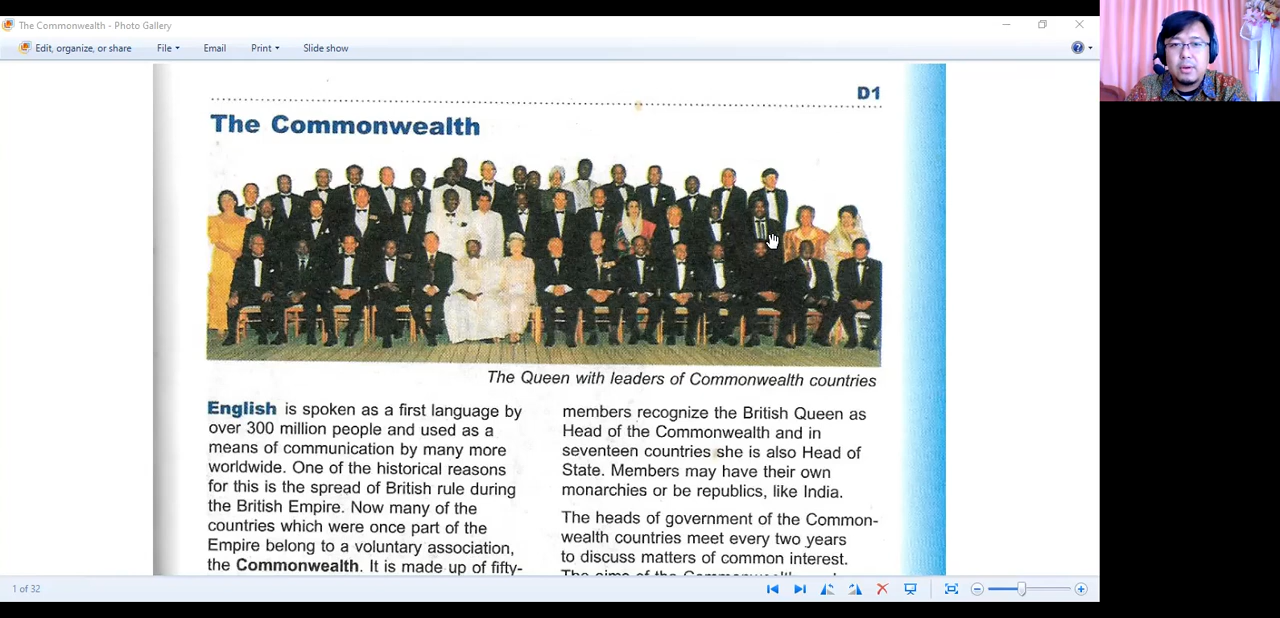 The Commonwealth - Photo Gallery
Edit, organize, or share File Email Print Slide show
D1
The Commonwealth
The Queen with leaders of Commonwealth countries
English is spoken as a first language by
over 300 million people and used as a
means of communication by many more
worldwide. One of the historical reasons
for this is the spread of British rule during
the British Empire. Now many of the
countries which were once part of the
Empire belong to a voluntary association,
the Commonwealth. It is made up of fifty-
members recognize the British Queen as
Head of the Commonwealth and in
seventeen countries she is also Head of
State. Members may have their own
monarchies or be republics, like India.
The heads of government of the Common-
wealth countries meet every two years
to discuss matters of common interest.
The aims of the Commonwealth
1 of 32